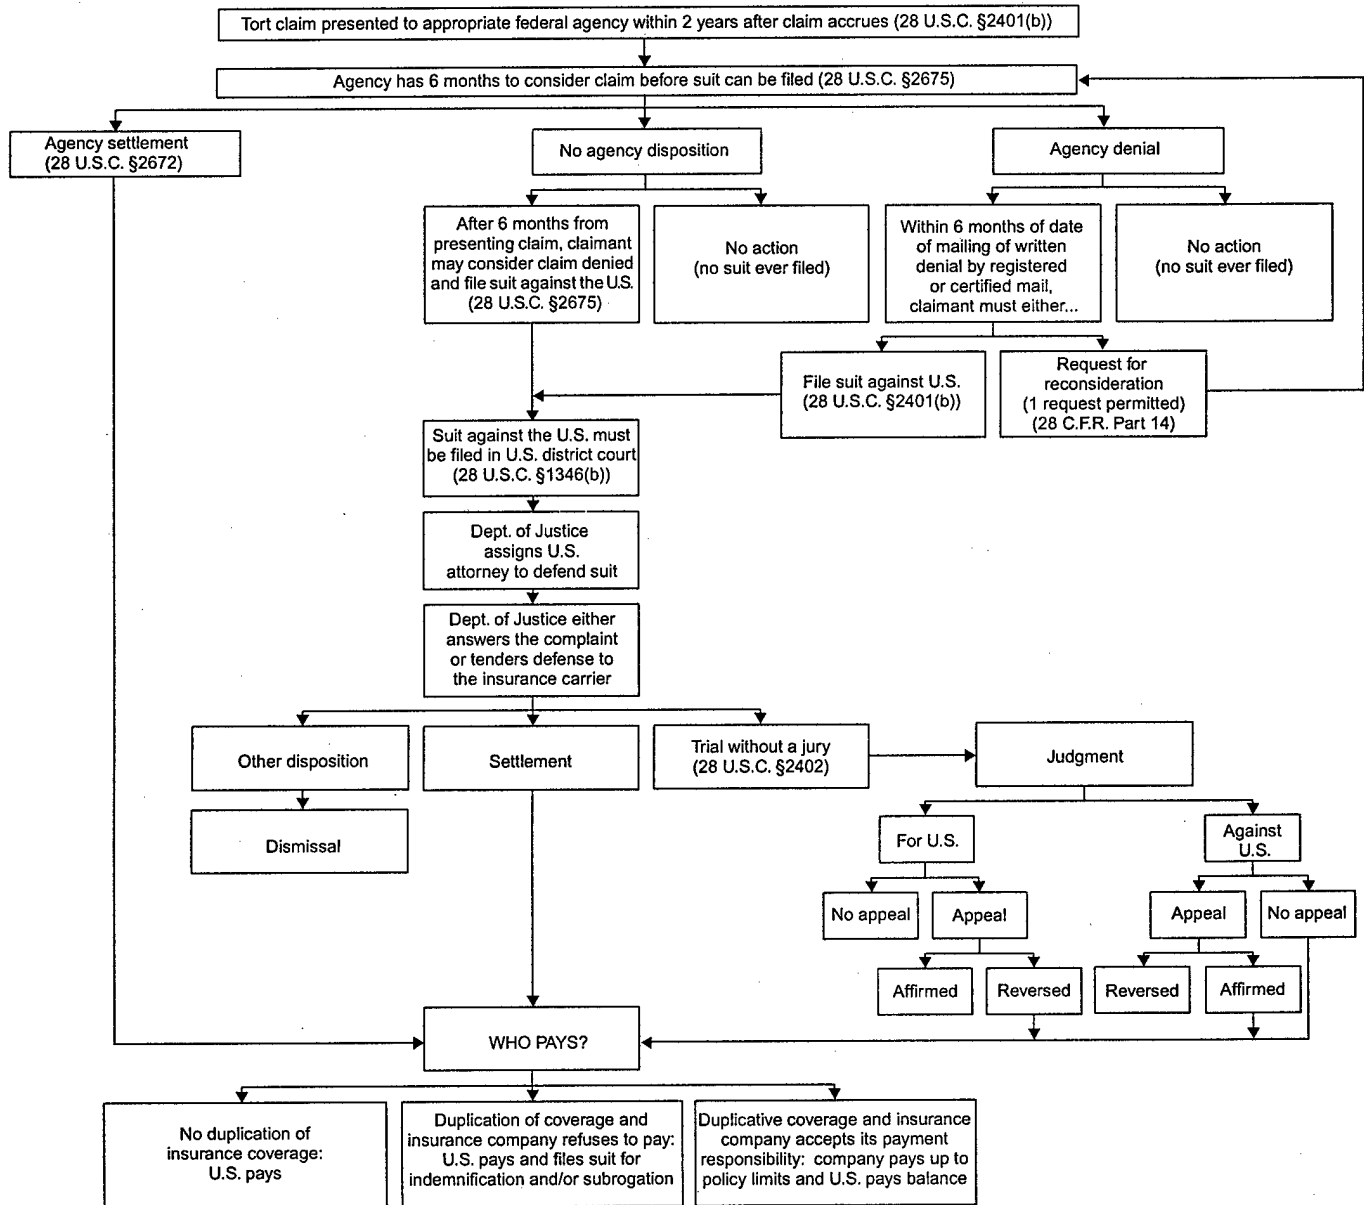 Tort claim presented to appropriate federal agency within 2 years after claim accrues (28 U.S.C. §2401(b))
Agency has 6 months to consider claim before suit can be filed (28 U.S.C. §2675)
Agency settlement
(28 U.S.C. §2672)
No agency disposition
Agency denial
After 6 months from
presenting claim, claimant
may consider claim denied
and file suit against the U.S.
(28 U.S.C. §2675)
No action
(no suit ever filed)
Within 6 months of date
of mailing of written
denial by registered
or certified mail,
claimant must either...
No action
(no suit ever filed)
File suit against U.S.
(28 U.S.C. §2401(b))
Request for
reconsideration
(1 request permitted)
(28 C.F.R. Part 14)
Suit against the U.S. must
be filed in U.S. district court
(28 U.S.C. §1346(b))
Dept. of Justice
assigns U.S.
attorney to defend suit
Dept. of Justice either
answers the complaint
or tenders defense to
the insurance carrier
Other disposition
Settlement
Trial without a jury
(28 U.S.C. §2402)
Judgment
Dismissal
For U.S.
Against
U.S.
No appeal
Appeal
Appeal
No appeal
Affirmed
Reversed
Reversed
Affirmed
WHO PAYS?
No duplication of
insurance coverage:
U.S. pays
Duplication of coverage and
insurance company refuses to pay:
U.S. pays and files suit for
indemnification and/or subrogation
Duplicative coverage and insurance
company accepts its payment
responsibility: company pays up to
policy limits and U.S. pays balance